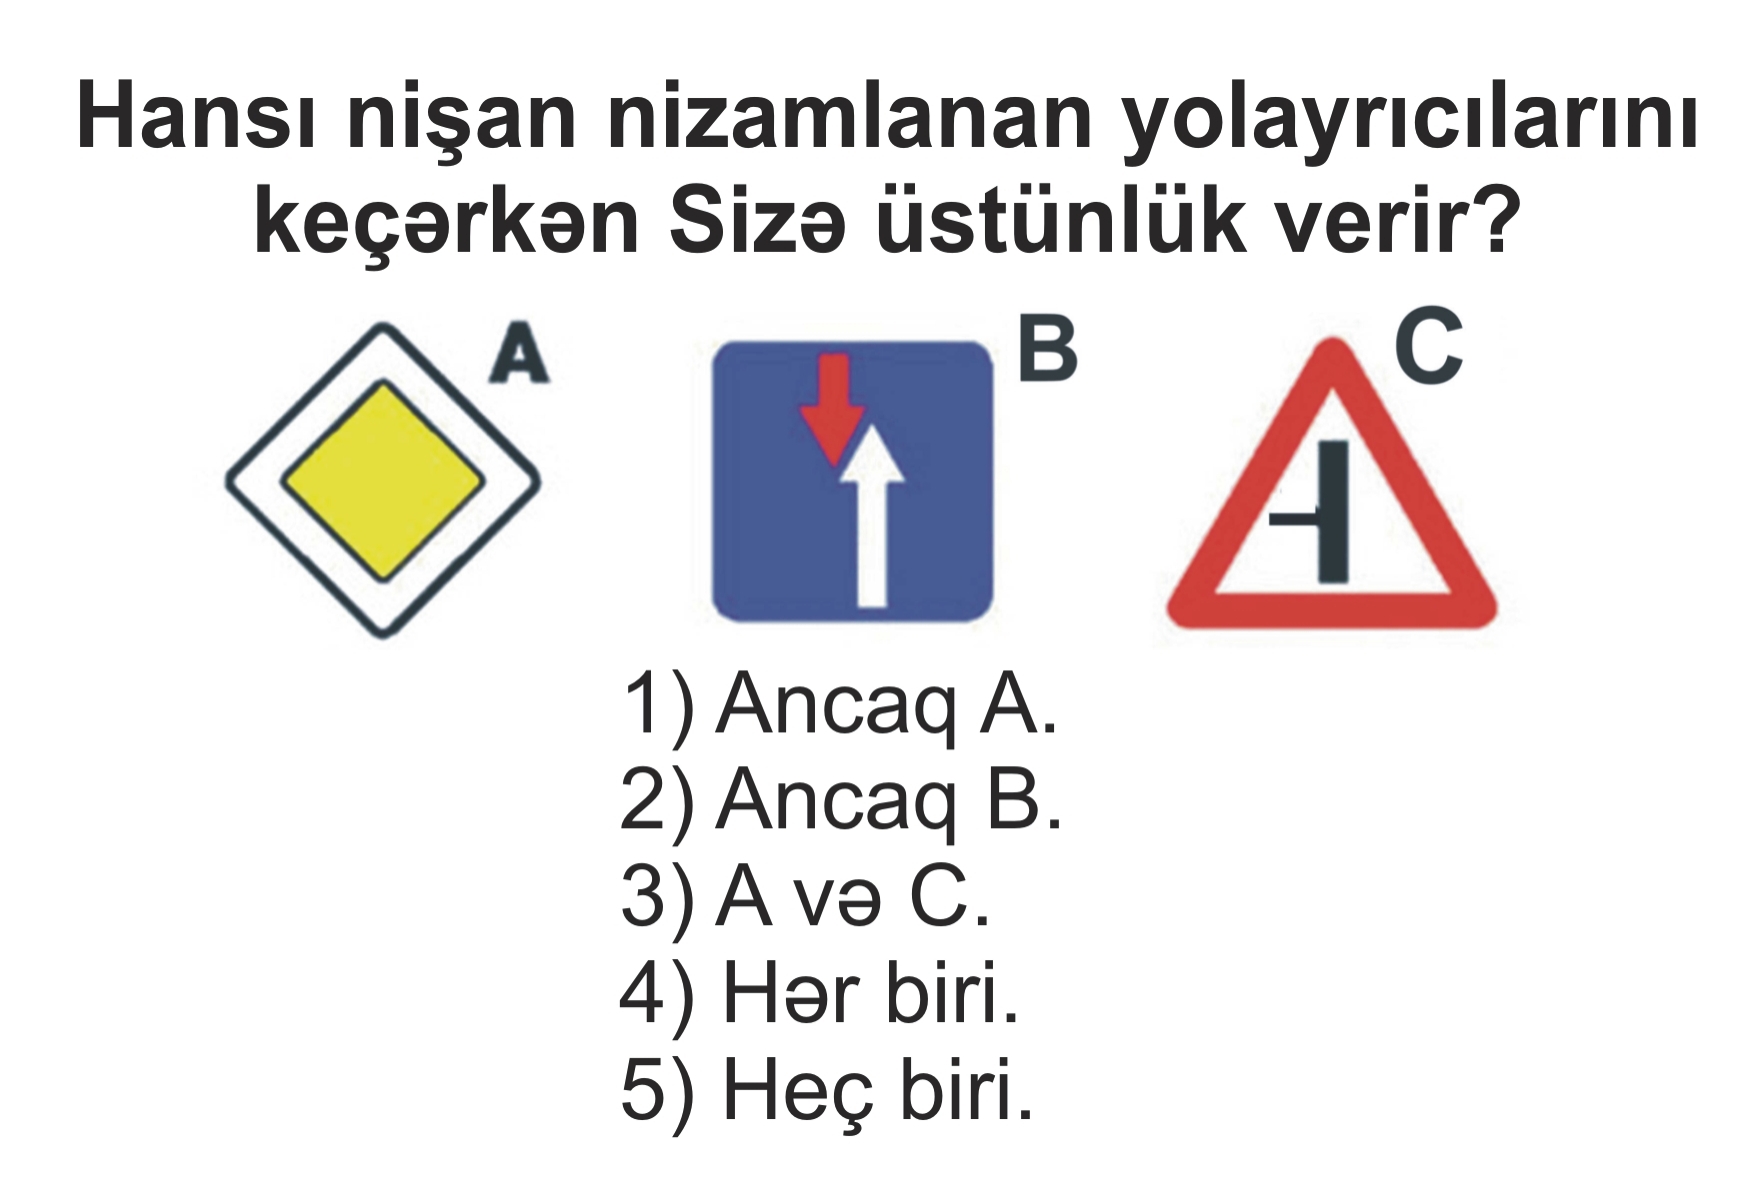 Hansı nişan nizamlanan yolayrıcılarını
keçərkən Sizə üstünlük verir?
A
B
C
1) Ancaq A.
2) Ancaq B.
3) A və C.
4) Hər biri.
5) Heç biri.